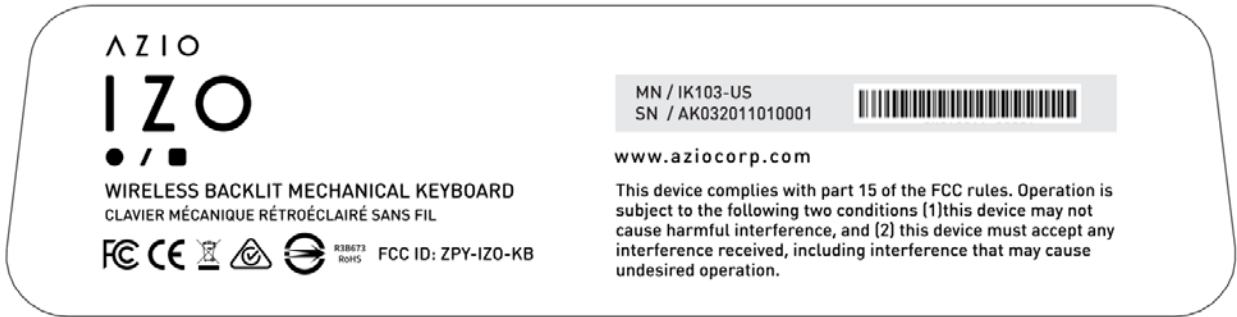 AZIO
IZO
WIRELESS BACKLIT MECHANICAL KEYBOARD
CLAVIER MÉCANIQUE RÉTROÉCLAIRÉ SANS FIL
FC CE R3B673
RoHS
FCC ID: ZPY-IZO-KB
MN / IK103-US
SN / AK032011010001
www.aziocorp.com
This device complies with part 15 of the FCC rules. Operation is
subject to the following two conditions (1)this device may not
cause harmful interference, and (2) this device must accept any
interference received, including interference that may cause
undesired operation.